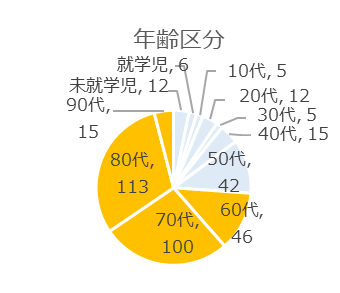 年齢区分
就学児, 6
未就学児, 12
10代, 5
20代, 12
30代, 5
40代, 15
50代,
42
60代,
46
70代,
100
80代,
113
90代,
15